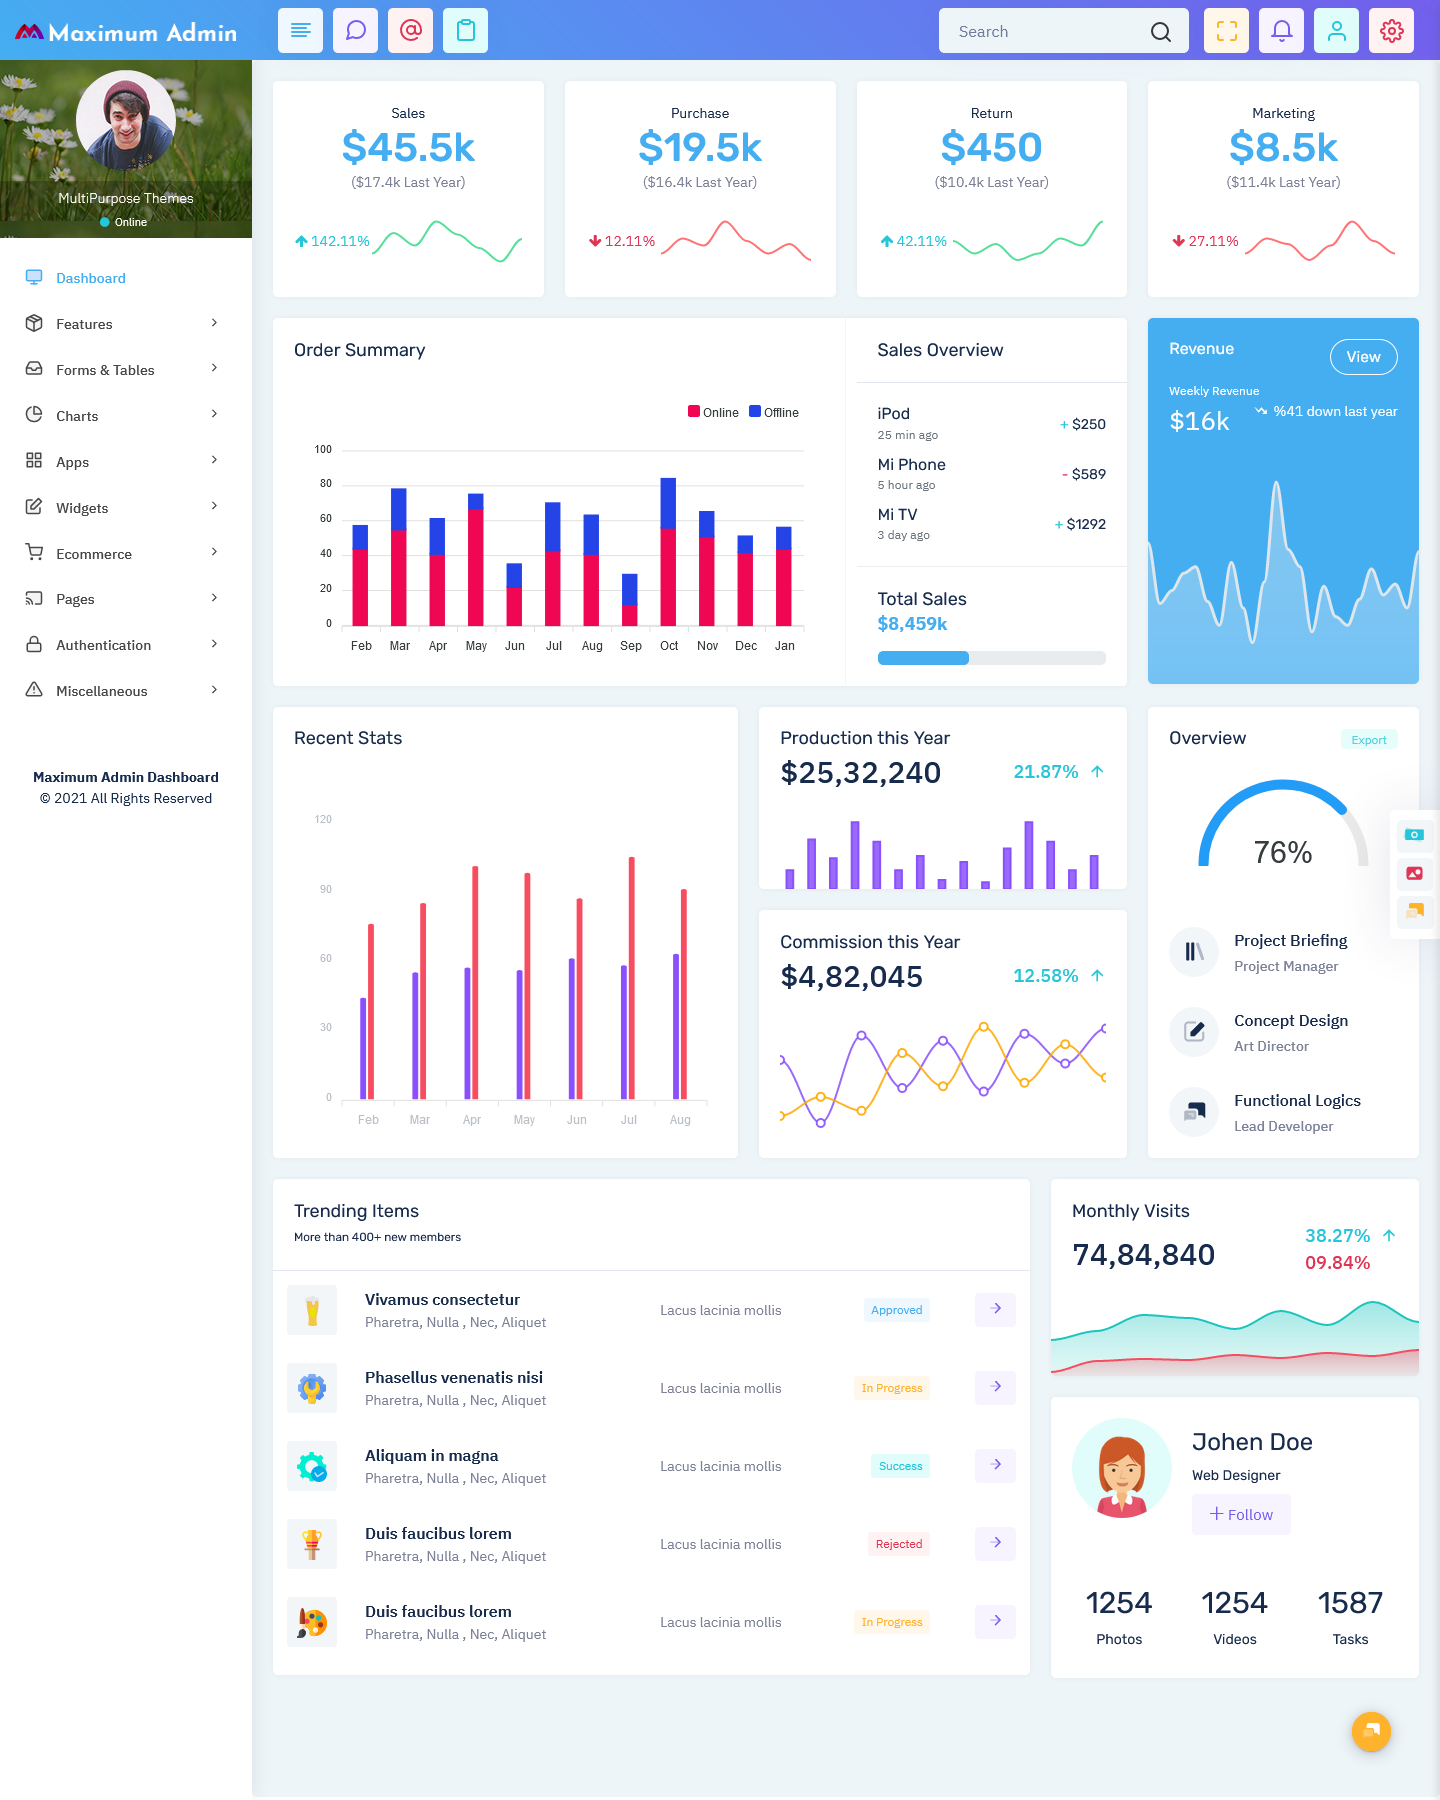 Maximum Admin
Search
MultiPurpose Themes
Online
Dashboard
Features
Forms & Tables
Charts
Apps
Widgets
Ecommerce
Pages
Authentication
Miscellaneous
Maximum Admin Dashboard
© 2021 All Rights Reserved
Sales
$45.5k
($17.4k Last Year)
142.11%
Purchase
$19.5k
($16.4k Last Year)
12.11%
Return
$450
($10.4k Last Year)
42.11%
Marketing
$8.5k
($11.4k Last Year)
27.11%
Order Summary
Online Offline
100
80
60
40
20
0
Feb Mar Apr May Jun Jul Aug Sep Oct Nov Dec Jan
Sales Overview
iPod
25 min ago
+ $250
Mi Phone
5 hour ago
- $589
Mi TV
3 day ago
+ $1292
Total Sales
$8,459k
Revenue
View
Weekly Revenue
$16k
%41 down last year
Recent Stats
120
90
60
30
0
Feb Mar Apr May Jun Jul Aug
Production this Year
$25,32,240
21.87%
Commission this Year
$4,82,045
12.58%
Overview
Export
76%
Project Briefing
Project Manager
Concept Design
Art Director
Functional Logics
Lead Developer
Trending Items
More than 400+ new members
Vivamus consectetur
Pharetra, Nulla , Nec, Aliquet
Lacus lacinia mollis
Approved
Phasellus venenatis nisi
Pharetra, Nulla , Nec, Aliquet
Lacus lacinia mollis
In Progress
Aliquam in magna
Pharetra, Nulla , Nec, Aliquet
Lacus lacinia mollis
Success
Duis faucibus lorem
Pharetra, Nulla , Nec, Aliquet
Lacus lacinia mollis
Rejected
Duis faucibus lorem
Pharetra, Nulla , Nec, Aliquet
Lacus lacinia mollis
In Progress
Monthly Visits
74,84,840
38.27%
09.84%
Johen Doe
Web Designer
+ Follow
1254
Photos
1254
Videos
1587
Tasks